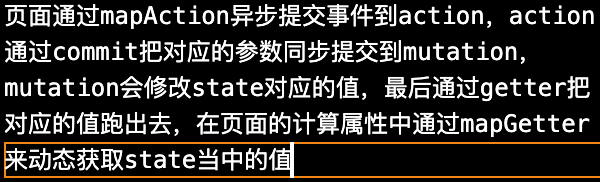 页面通过mapAction异步提交事件到action，action
通过commit把对应的参数同步提交到mutation，
mutation会修改state对应的值，最后通过getter把
对应的值跑出去，在页面的计算属性中通过mapGetter
来动态获取state当中的值